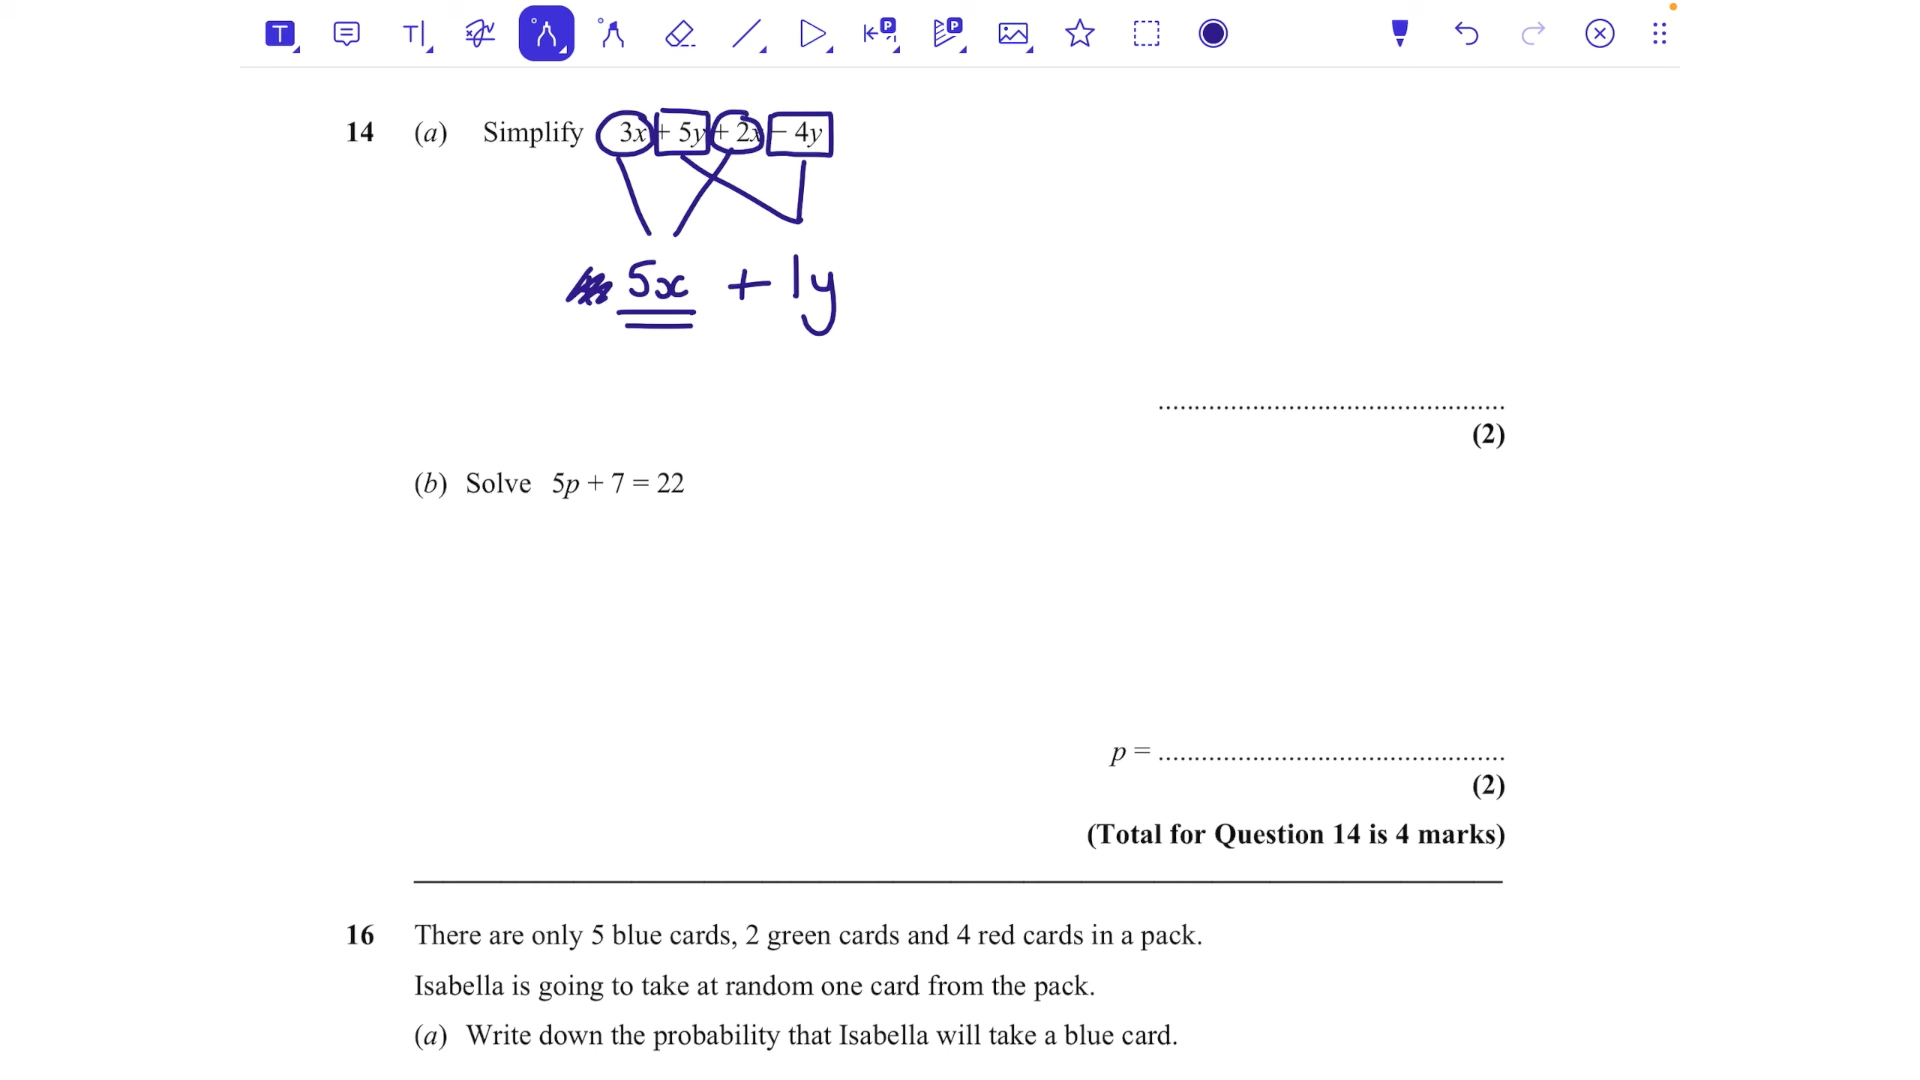 14 (a) Simplify 3x + 5y + 2x − 4y
5x + 1y
(2)
(b) Solve 5p + 7 = 22
p =
(2)
(Total for Question 14 is 4 marks)
16 There are only 5 blue cards, 2 green cards and 4 red cards in a pack.
Isabella is going to take at random one card from the pack.
(a) Write down the probability that Isabella will take a blue card.